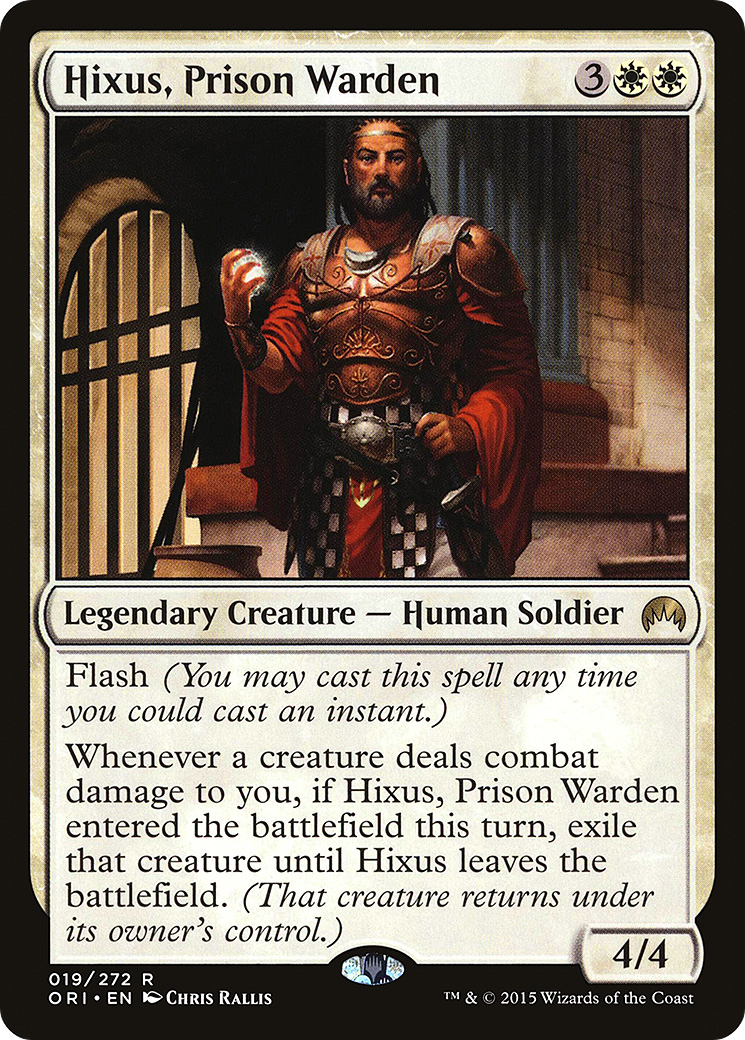 Hixus, Prison Warden 3
Legendary Creature — Human Soldier
Flash (You may cast this spell any time
you could cast an instant.)
Whenever a creature deals combat
damage to you, if Hixus, Prison Warden
entered the battlefield this turn, exile
that creature until Hixus leaves the
battlefield. (That creature returns under
its owner's control.)
4/4
019/272 R
ORI • EN Chris Rallis
™ & © 2015 Wizards of the Coast